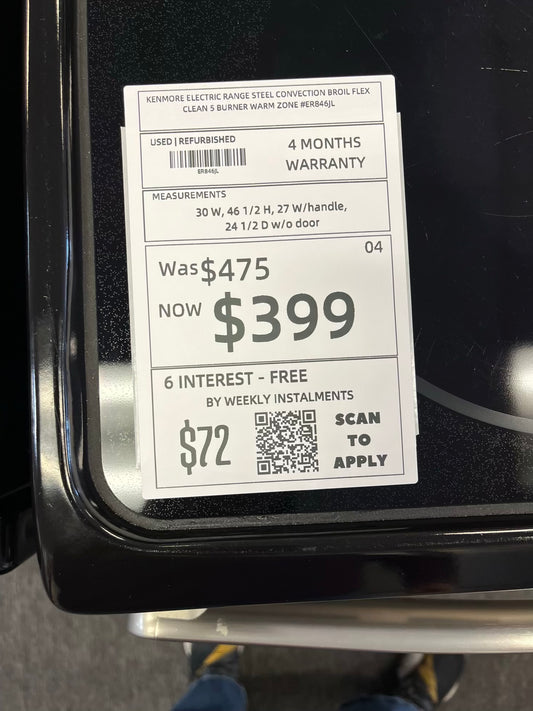 KENMORE ELECTRIC RANGE STEEL CONVECTION BROIL FLEX
CLEAN 5 BURNER WARM ZONE #ER846JL
USED | REFURBISHED
ER846JL
4 MONTHS
WARRANTY
MEASUREMENTS
30 W, 46 1/2 H, 27 W/handle,
24 1/2 D w/o door
04
Was $475
NOW $399
6 INTEREST - FREE
BY WEEKLY INSTALMENTS
$72
SCAN
TO
APPLY